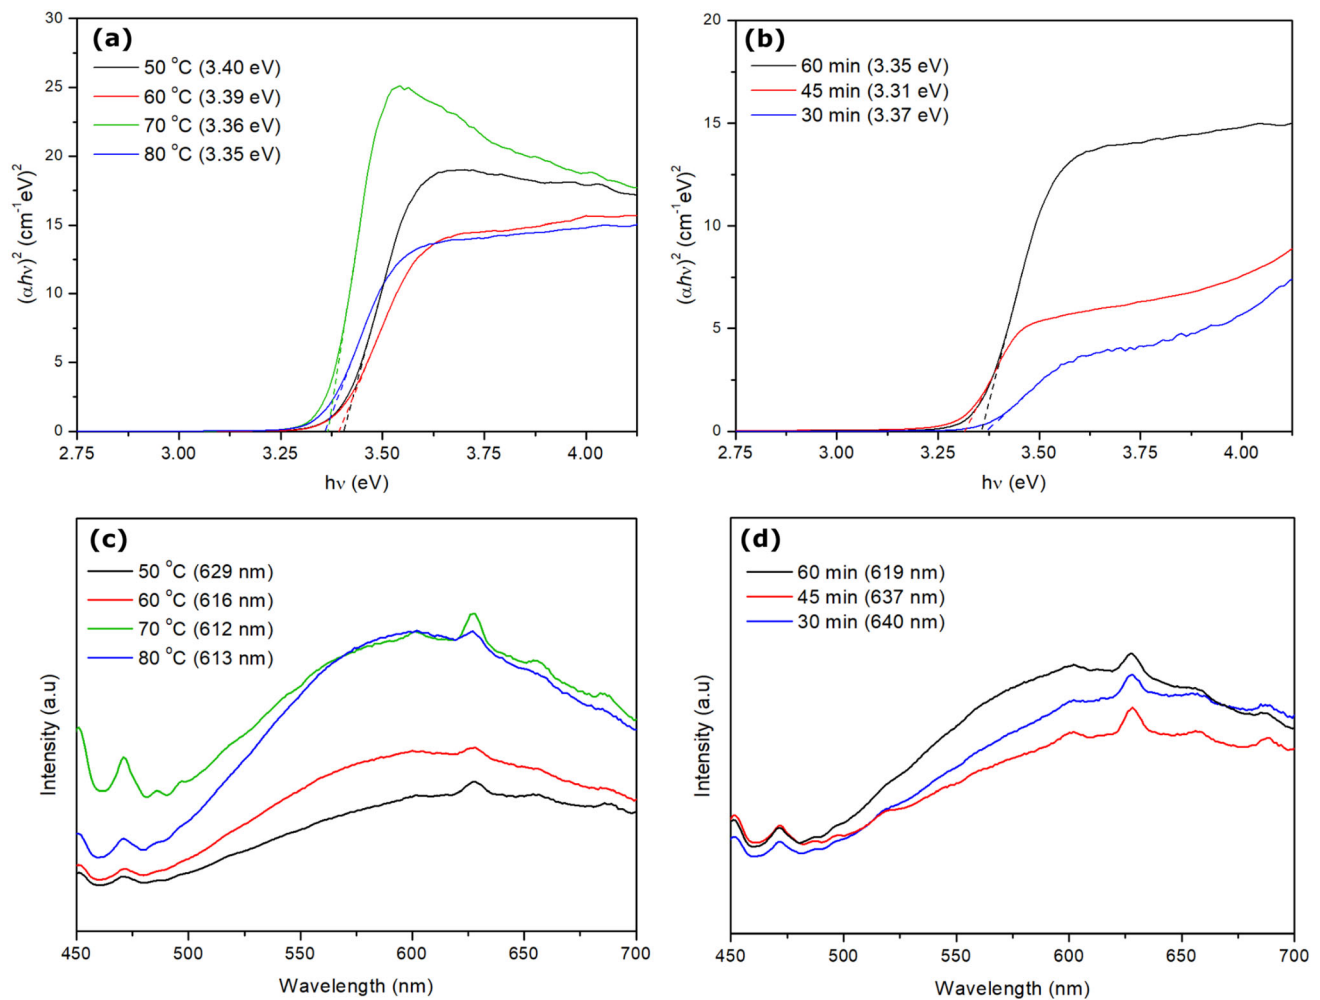 (a)
50 °C (3.40 eV)
60 °C (3.39 eV)
70 °C (3.36 eV)
80 °C (3.35 eV)
30
25
20
15
10
5
0
(αhν)² (cm⁻¹eV)²
2.75 3.00 3.25 3.50 3.75 4.00
hν (eV)
(b)
60 min (3.35 eV)
45 min (3.31 eV)
30 min (3.37 eV)
20
15
10
5
0
(αhν)² (cm⁻¹eV)²
2.75 3.00 3.25 3.50 3.75 4.00
hν (eV)
(c)
50 °C (629 nm)
60 °C (616 nm)
70 °C (612 nm)
80 °C (613 nm)
Intensity (a.u)
450 500 550 600 650 700
Wavelength (nm)
(d)
60 min (619 nm)
45 min (637 nm)
30 min (640 nm)
Intensity (a.u)
450 500 550 600 650 700
Wavelength (nm)